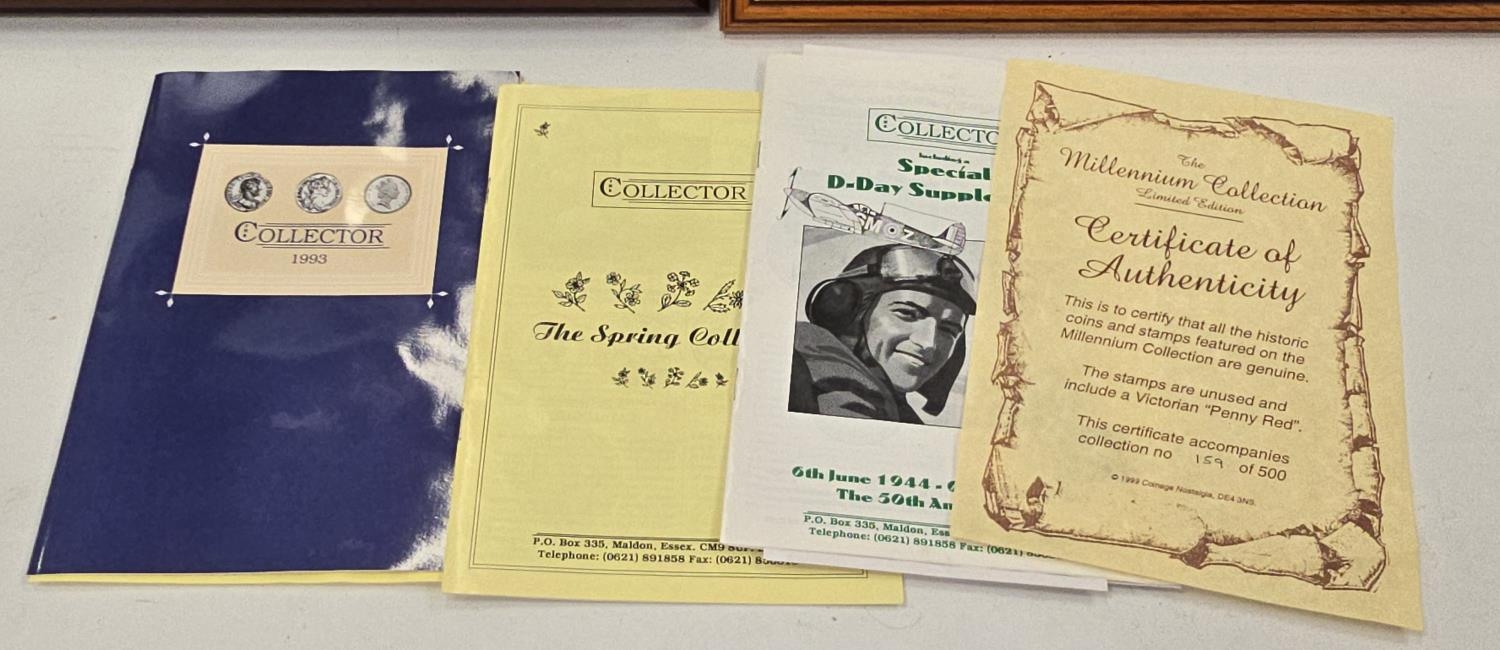 COLLECTOR
1993
COLLECTOR
The Spring
P.O. Box 335, Maldon, Essex. CM9
Telephone: (0621) 891858 Fax: (0621)
COLLECTO
Includes a
Special
D-Day Supple
MOZ
6th June 1944 -
The 50th An
P.O. Box 335, Maldon, Es
Telephone: (0621) 891858 Fax: (0621)
The
Millennium Collection
Limited Edition
Certificate of
Authenticity
This is to certify that all the historic
coins and stamps featured on the
Millennium Collection are genuine.
The stamps are unused and
include a Victorian "Penny Red".
This certificate accompanies
collection no 159 of 500
© 1999 Coinage Nostalgia, DE4 3NS.